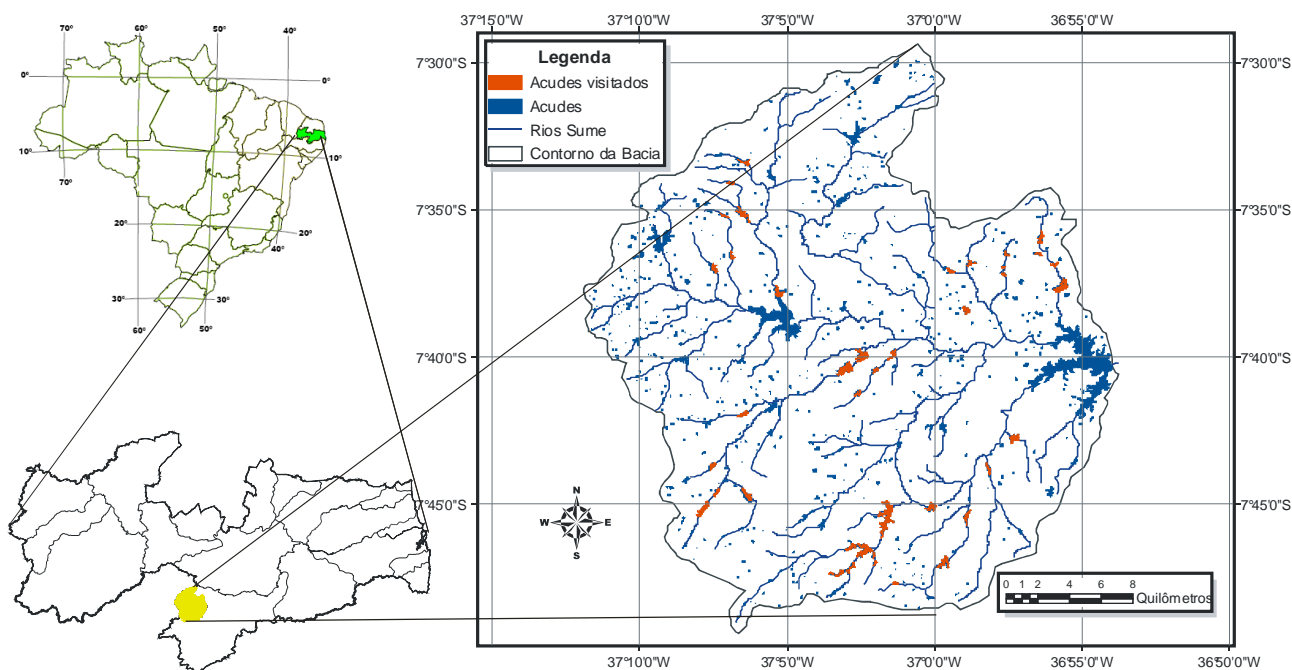 37°15'0"W 37°10'0"W 37°5'0"W 37°0'0"W 36°55'0"W
70° 60° 50° 40°
0° 0°
10° 10°
70°
20° 20°
40°
30° 30°
60° 50°
Legenda
Acudes visitados
Acudes
Rios Sume
Contorno da Bacia
7°30'0"S 7°30'0"S
7°35'0"S 7°35'0"S
7°40'0"S 7°40'0"S
7°45'0"S 7°45'0"S
N
W E
S
0 1 2 4 6 8
Quilômetros
37°10'0"W 37°5'0"W 37°0'0"W 36°55'0"W 36°50'0"W